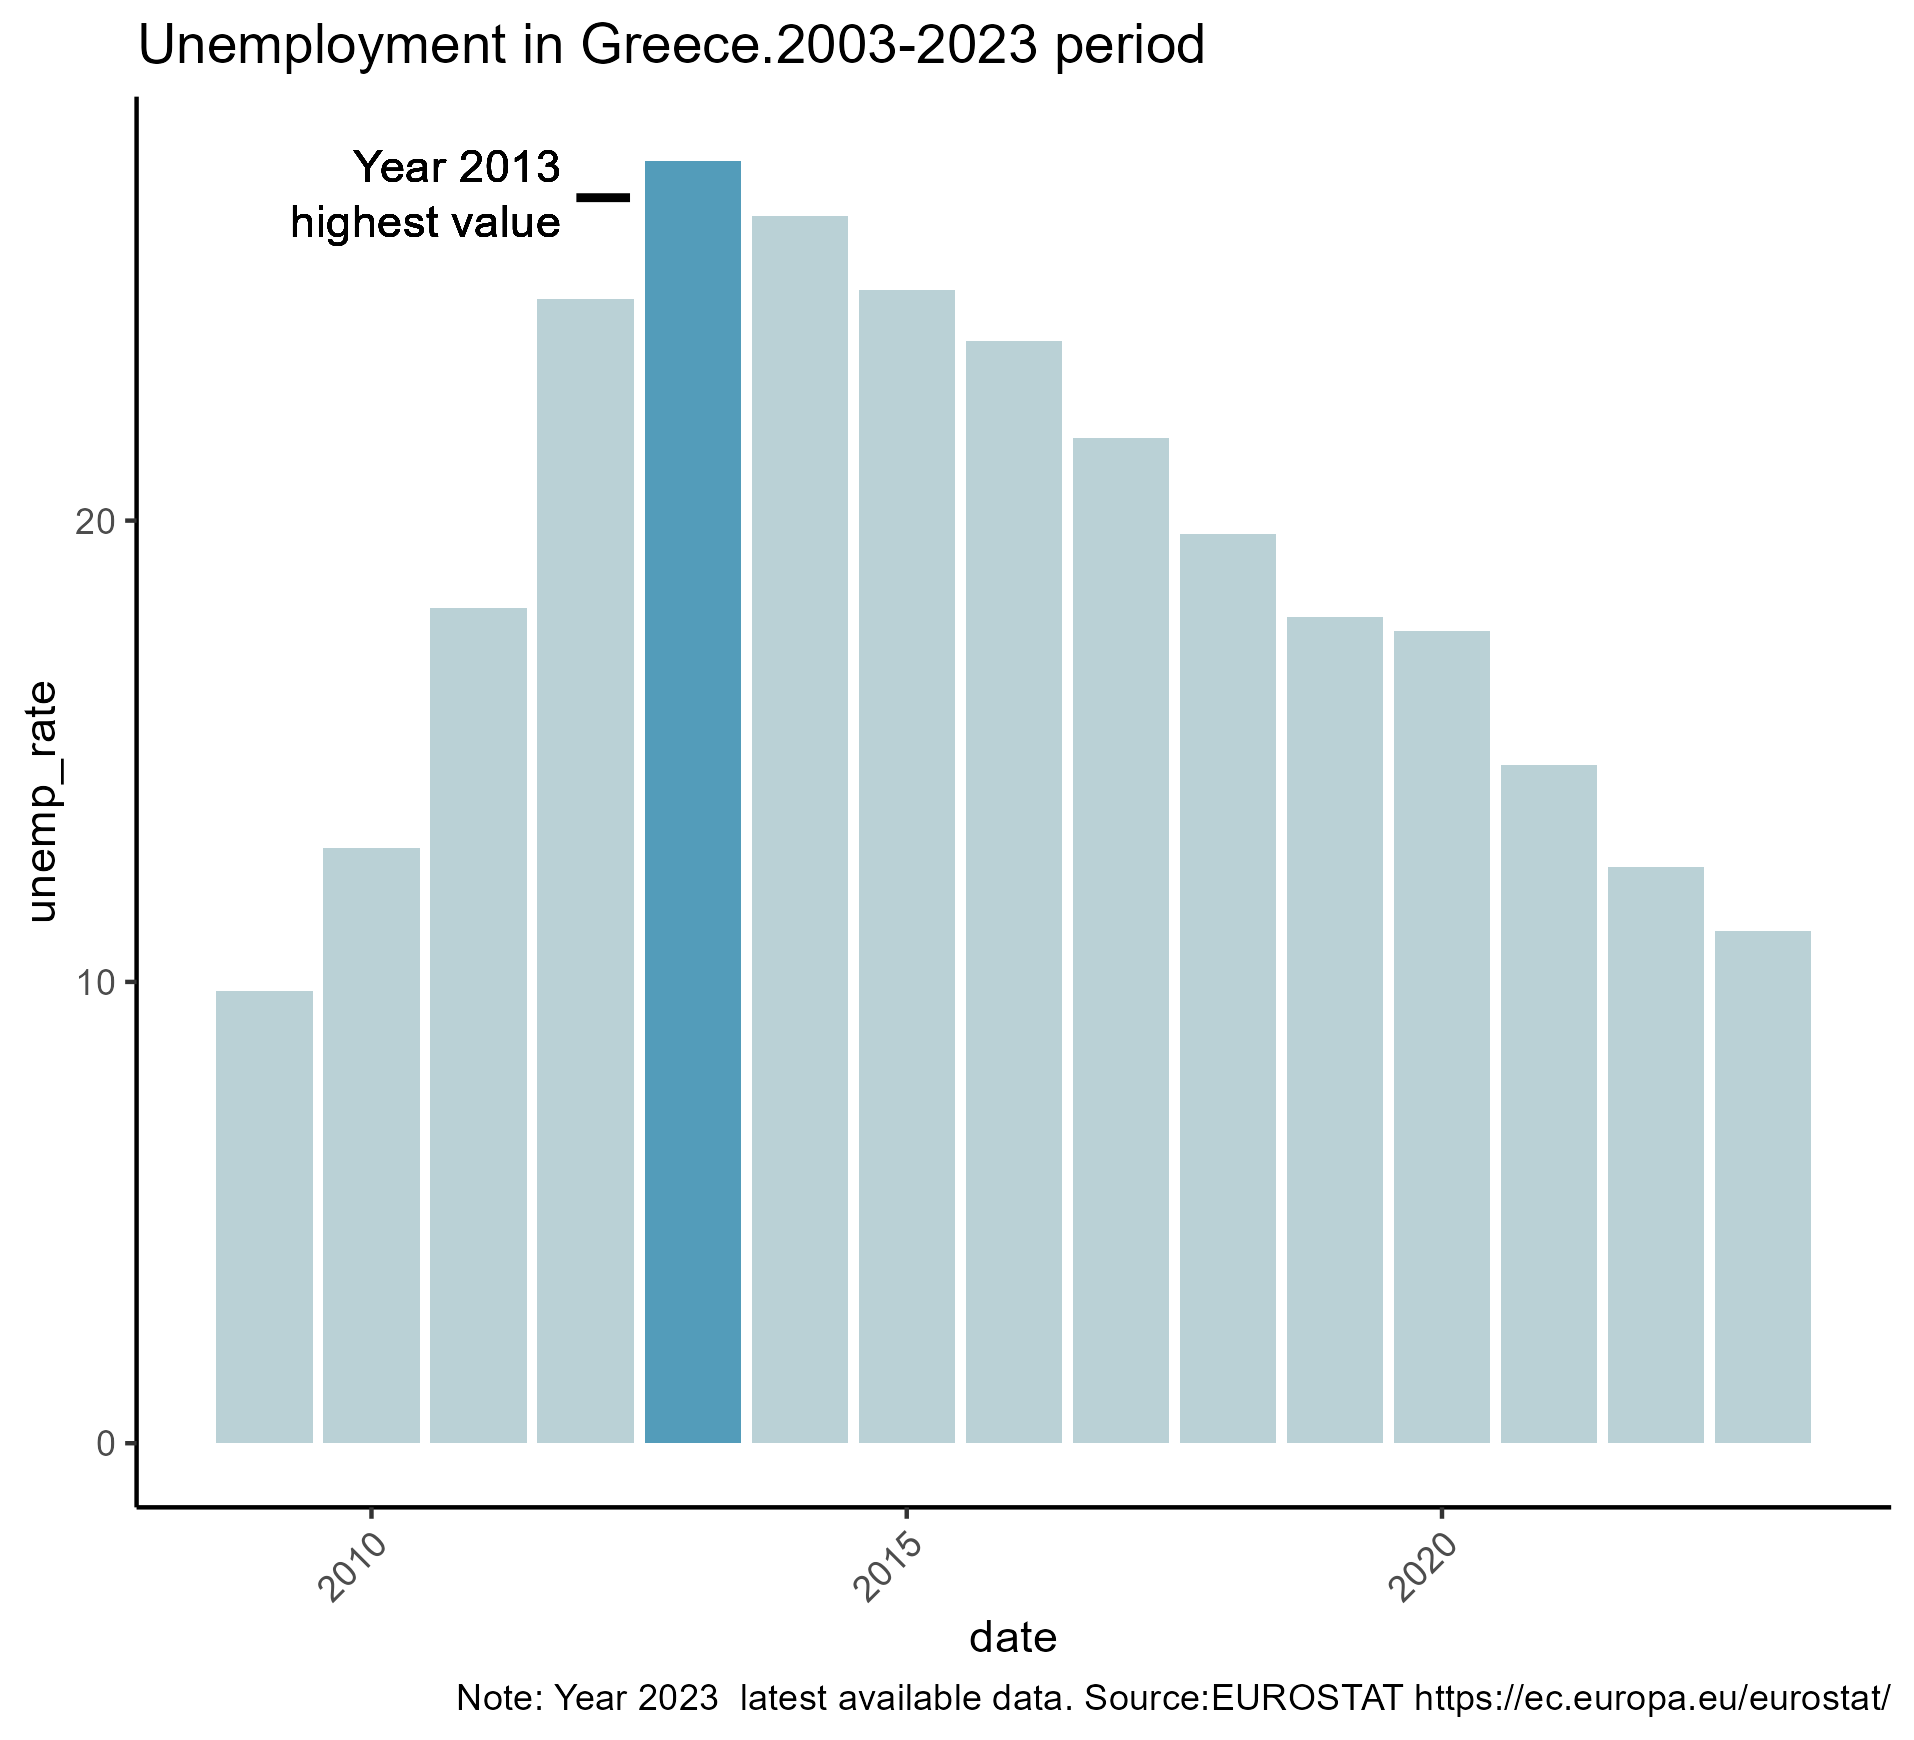 Unemployment in Greece.2003-2023 period
Year 2013
highest value
20
10
0
unemp_rate
2010
2015
2020
date
Note: Year 2023  latest available data. Source:EUROSTAT https://ec.europa.eu/eurostat/